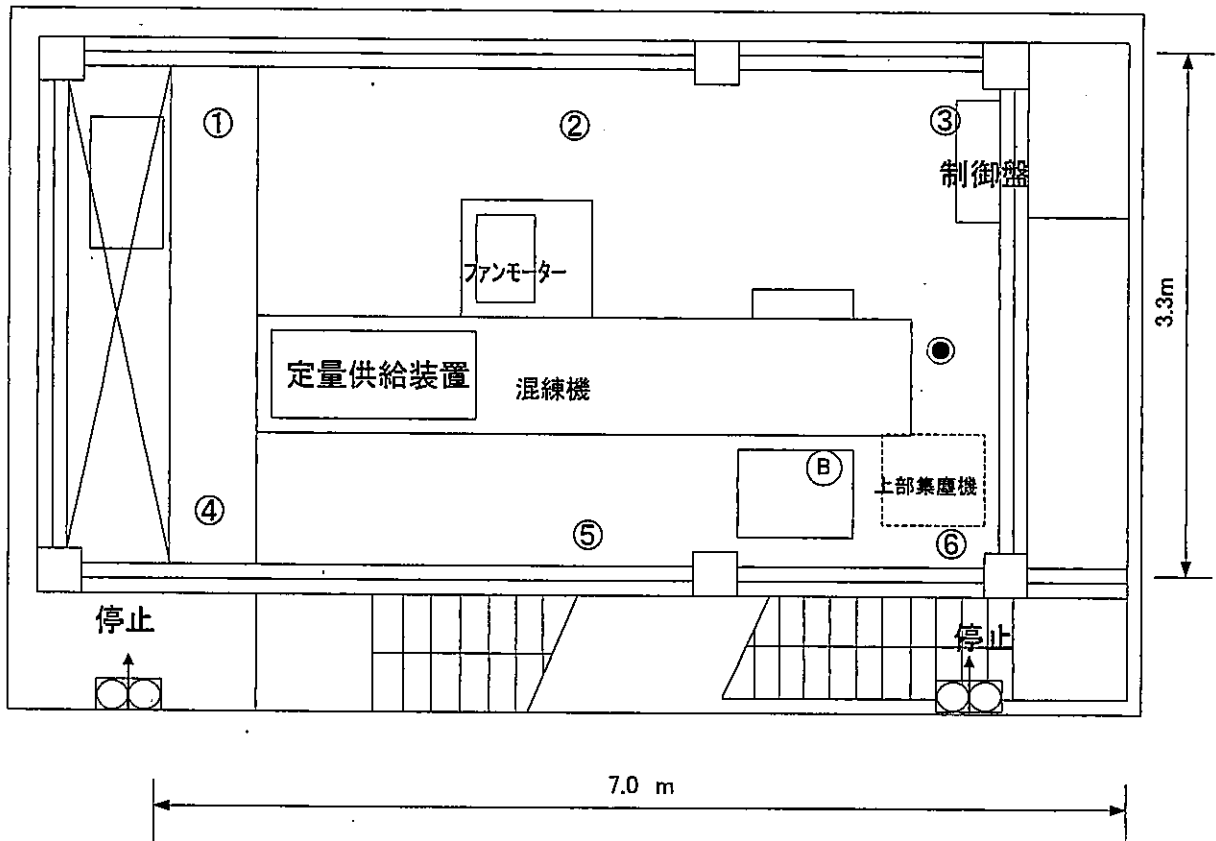 ①
②
③
制御盤
ファンモーター
3.3m
定量供給装置
混練機
B
上部集塵機
④
⑤
⑥
停止
停止
7.0 m